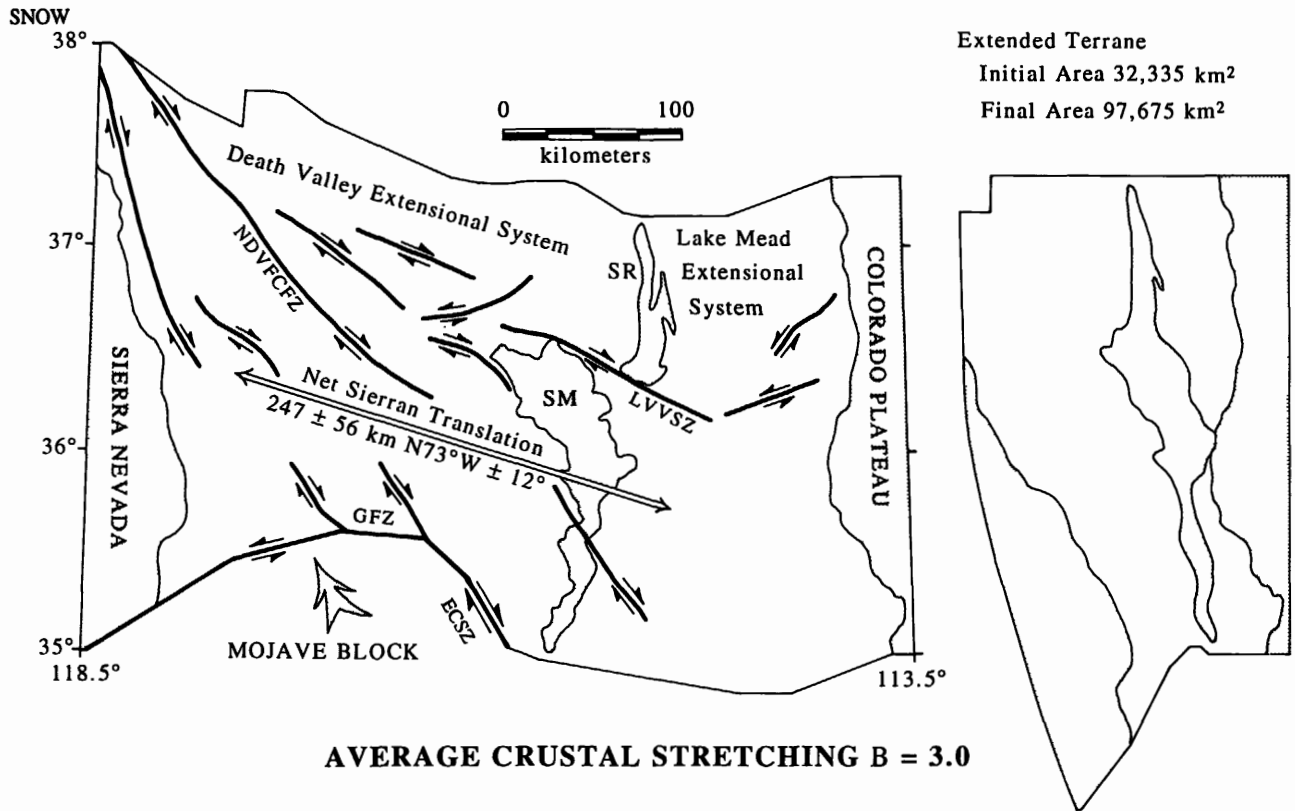 SNOW
38°
37°
36°
35°
118.5°
113.5°
0 100
kilometers
Extended Terrane
Initial Area 32,335 km²
Final Area 97,675 km²
Death Valley Extensional System
NDVFCFZ
Lake Mead
Extensional
System
SR
SM
LVVSZ
SIERRA NEVADA
COLORADO PLATEAU
Net Sierran Translation
247 ± 56 km N73°W ± 12°
GFZ
ECSZ
MOJAVE BLOCK
AVERAGE CRUSTAL STRETCHING B = 3.0